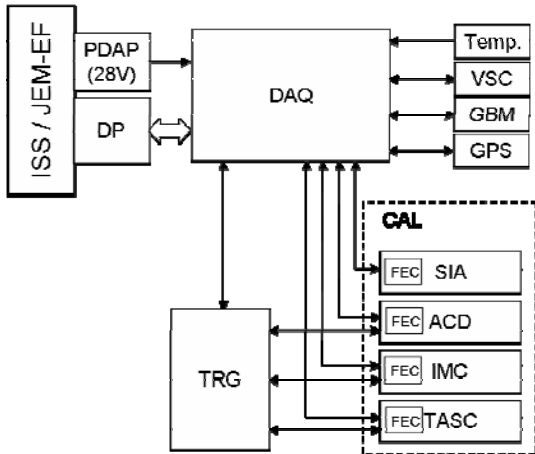 ISS / JEM-EF
PDAP
(28V)
DP
DAQ
Temp.
VSC
GBM
GPS
CAL
FEC SIA
FEC ACD
FEC IMC
FEC TASC
TRG